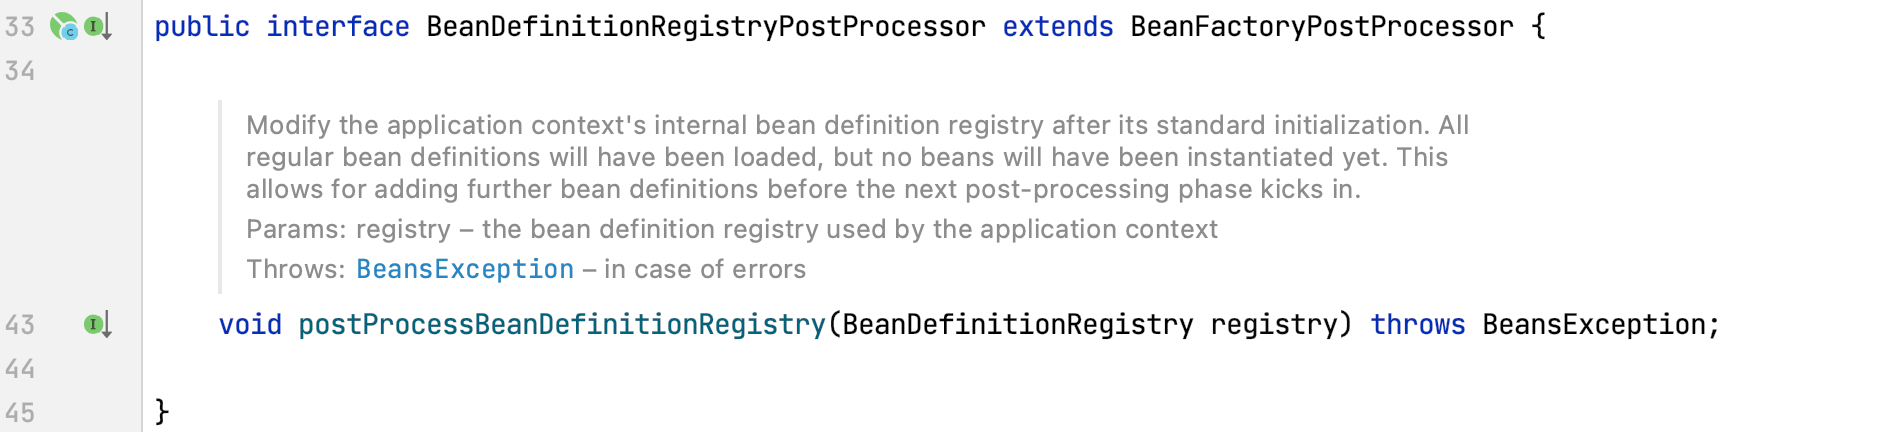 33 public interface BeanDefinitionRegistryPostProcessor extends BeanFactoryPostProcessor {
34
Modify the application context's internal bean definition registry after its standard initialization. All
regular bean definitions will have been loaded, but no beans will have been instantiated yet. This
allows for adding further bean definitions before the next post-processing phase kicks in.
Params: registry – the bean definition registry used by the application context
Throws: BeansException – in case of errors
43 void postProcessBeanDefinitionRegistry(BeanDefinitionRegistry registry) throws BeansException;
44
45 }